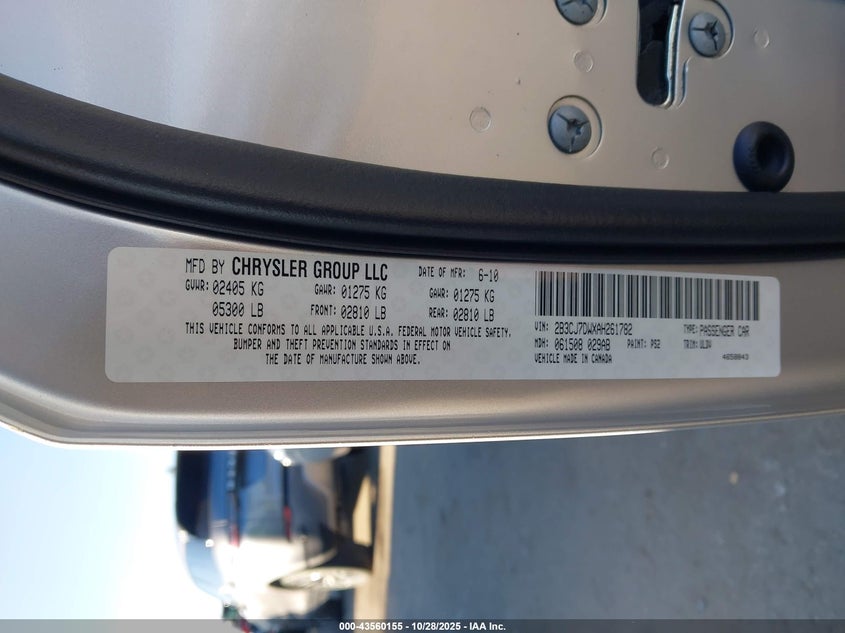 MFD BY CHRYSLER GROUP LLC DATE OF MFR: 6-10
GVWR: 02405 KG GAWR: 01275 KG GAWR: 01275 KG
05300 LB FRONT: 02810 LB REAR: 02810 LB
THIS VEHICLE CONFORMS TO ALL APPLICABLE U.S.A. FEDERAL MOTOR VEHICLE SAFETY,
BUMPER AND THEFT PREVENTION STANDARDS IN EFFECT ON
THE DATE OF MANUFACTURE SHOWN ABOVE.
VIN: 2B3CJ7DWXAH261782 TYPE: PASSENGER CAR
MDH: 061508 029AB PAINT: PS2 TRIM: VLDV
VEHICLE MADE IN CANADA 4658043
000-43560155 | 10/28/2025 | IAA Inc.